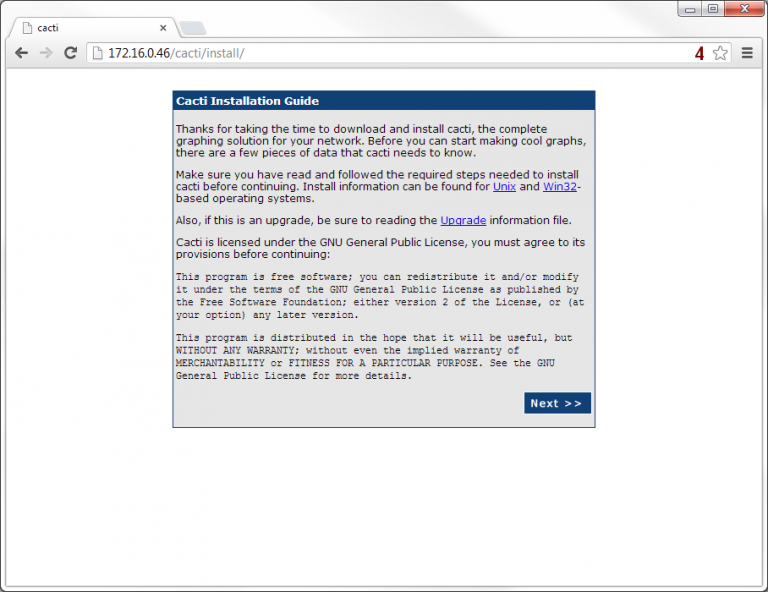 cacti
172.16.0.46/cacti/install/
4
Cacti Installation Guide
Thanks for taking the time to download and install cacti, the complete
graphing solution for your network. Before you can start making cool graphs,
there are a few pieces of data that cacti needs to know.
Make sure you have read and followed the required steps needed to install
cacti before continuing. Install information can be found for Unix and Win32-
based operating systems.
Also, if this is an upgrade, be sure to reading the Upgrade information file.
Cacti is licensed under the GNU General Public License, you must agree to its
provisions before continuing:
This program is free software; you can redistribute it and/or modify
it under the terms of the GNU General Public License as published by
the Free Software Foundation; either version 2 of the License, or (at
your option) any later version.
This program is distributed in the hope that it will be useful, but
WITHOUT ANY WARRANTY; without even the implied warranty of
MERCHANTABILITY or FITNESS FOR A PARTICULAR PURPOSE. See the GNU
General Public License for more details.
Next >>